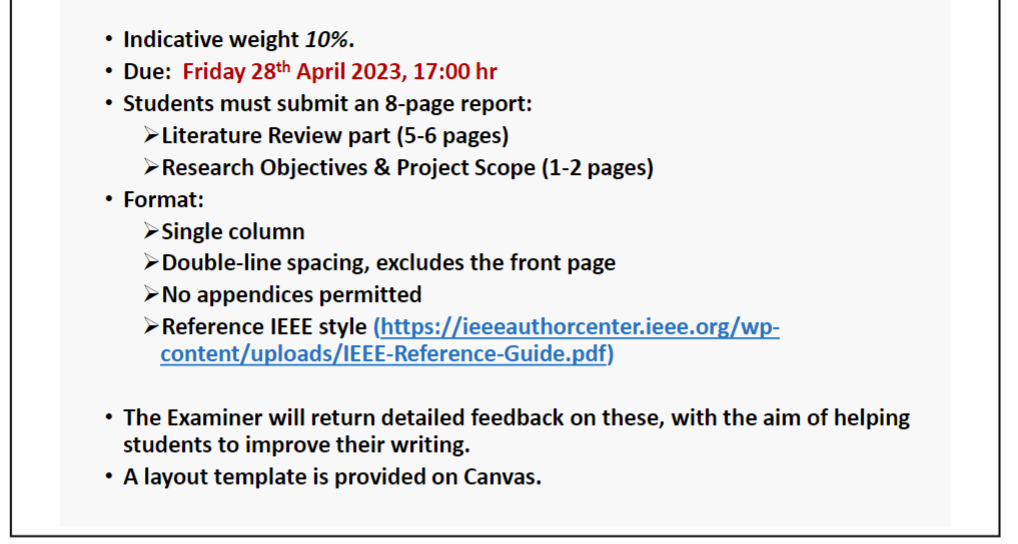 • Indicative weight 10%.
• Due: Friday 28th April 2023, 17:00 hr
• Students must submit an 8-page report:
➢Literature Review part (5-6 pages)
➢Research Objectives & Project Scope (1-2 pages)
• Format:
➢Single column
➢Double-line spacing, excludes the front page
➢No appendices permitted
➢Reference IEEE style (https://ieeeauthorcenter.ieee.org/wp-
content/uploads/IEEE-Reference-Guide.pdf)
• The Examiner will return detailed feedback on these, with the aim of helping
students to improve their writing.
• A layout template is provided on Canvas.